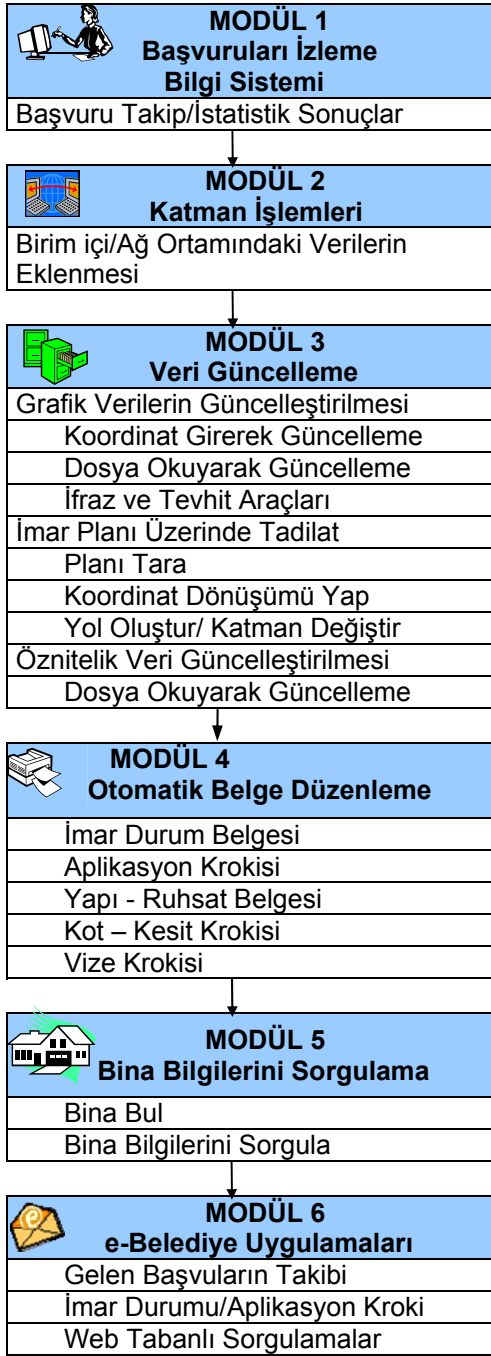 MODÜL 1
Başvuruları İzleme
Bilgi Sistemi
Başvuru Takip/İstatistik Sonuçlar
MODÜL 2
Katman İşlemleri
Birim içi/Ağ Ortamındaki Verilerin
Eklenmesi
MODÜL 3
Veri Güncelleme
Grafik Verilerin Güncelleştirilmesi
Koordinat Girerek Güncelleme
Dosya Okuyarak Güncelleme
İfraz ve Tevhit Araçları
İmar Planı Üzerinde Tadilat
Planı Tara
Koordinat Dönüşümü Yap
Yol Oluştur/ Katman Değiştir
Öznitelik Veri Güncelleştirilmesi
Dosya Okuyarak Güncelleme
MODÜL 4
Otomatik Belge Düzenleme
İmar Durum Belgesi
Aplikasyon Krokisi
Yapı - Ruhsat Belgesi
Kot – Kesit Krokisi
Vize Krokisi
MODÜL 5
Bina Bilgilerini Sorgulama
Bina Bul
Bina Bilgilerini Sorgula
MODÜL 6
e-Belediye Uygulamaları
Gelen Başvuların Takibi
İmar Durumu/Aplikasyon Kroki
Web Tabanlı Sorgulamalar